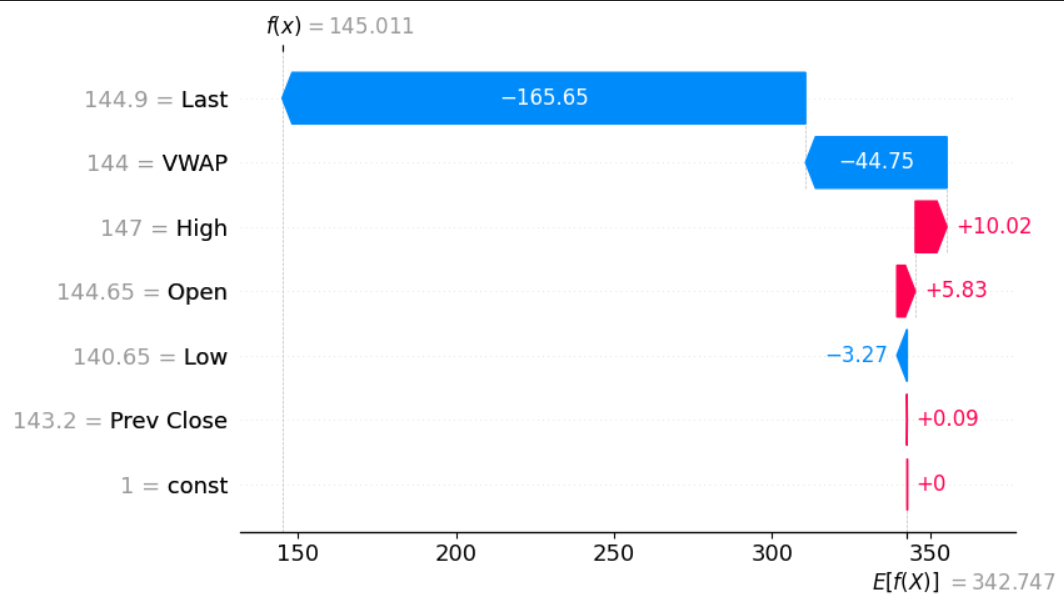 f(x) = 145.011
144.9 = Last
−165.65
144 = VWAP
−44.75
147 = High
+10.02
144.65 = Open
+5.83
140.65 = Low
−3.27
143.2 = Prev Close
+0.09
1 = const
+0
150 200 250 300 350
E[f(X)] = 342.747